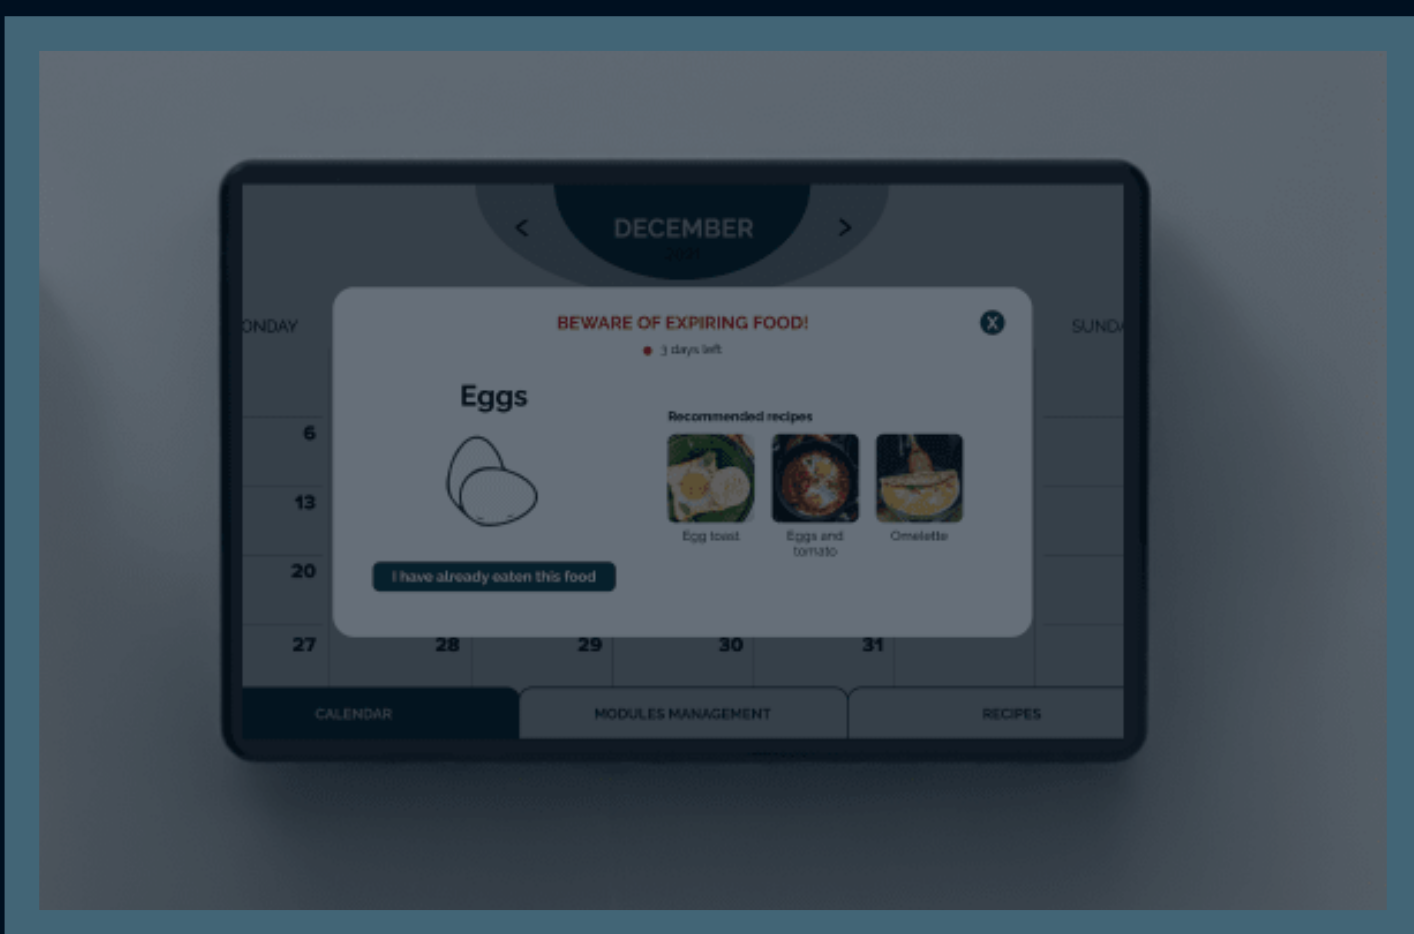 < DECEMBER >
2021
ONDAY
SUNDA
BEWARE OF EXPIRING FOOD!
X
3 days left
Eggs
Recommended recipes
Egg toast
Eggs and
tomato
Omelette
I have already eaten this food
6
13
20
27 28 29 30 31
CALENDAR MODULES MANAGEMENT RECIPES